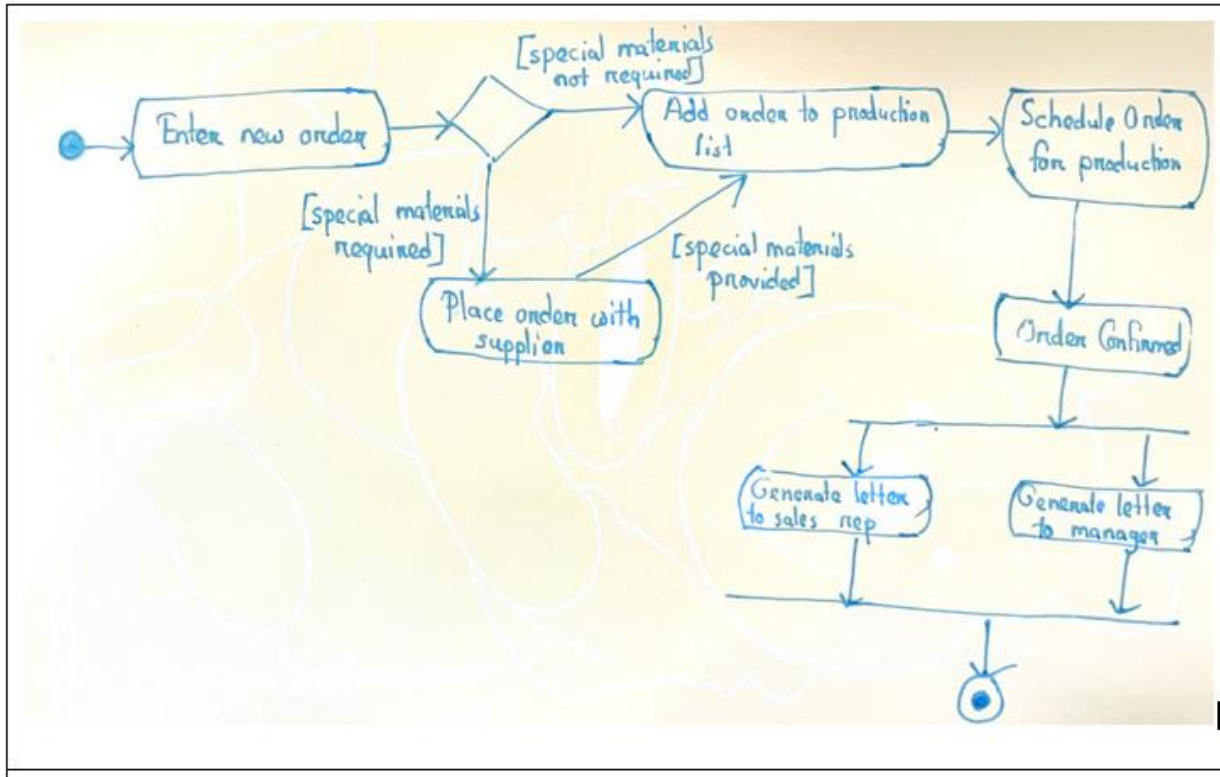 [special materials
not required]
Enter new order
Add order to production
list
Schedule Order
for production
[special materials
required]
[special materials
provided]
Place order with
supplier
Order Confirmed
Generate letter
to sales rep
Generate letter
to manager